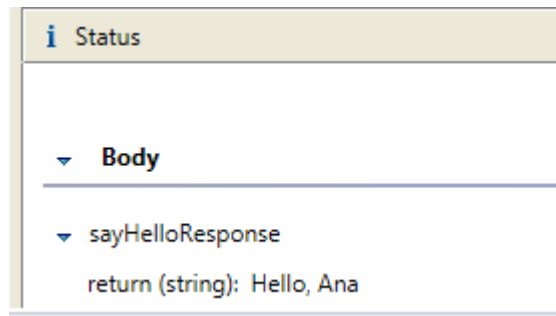 i Status
Body
sayHelloResponse
return (string): Hello, Ana